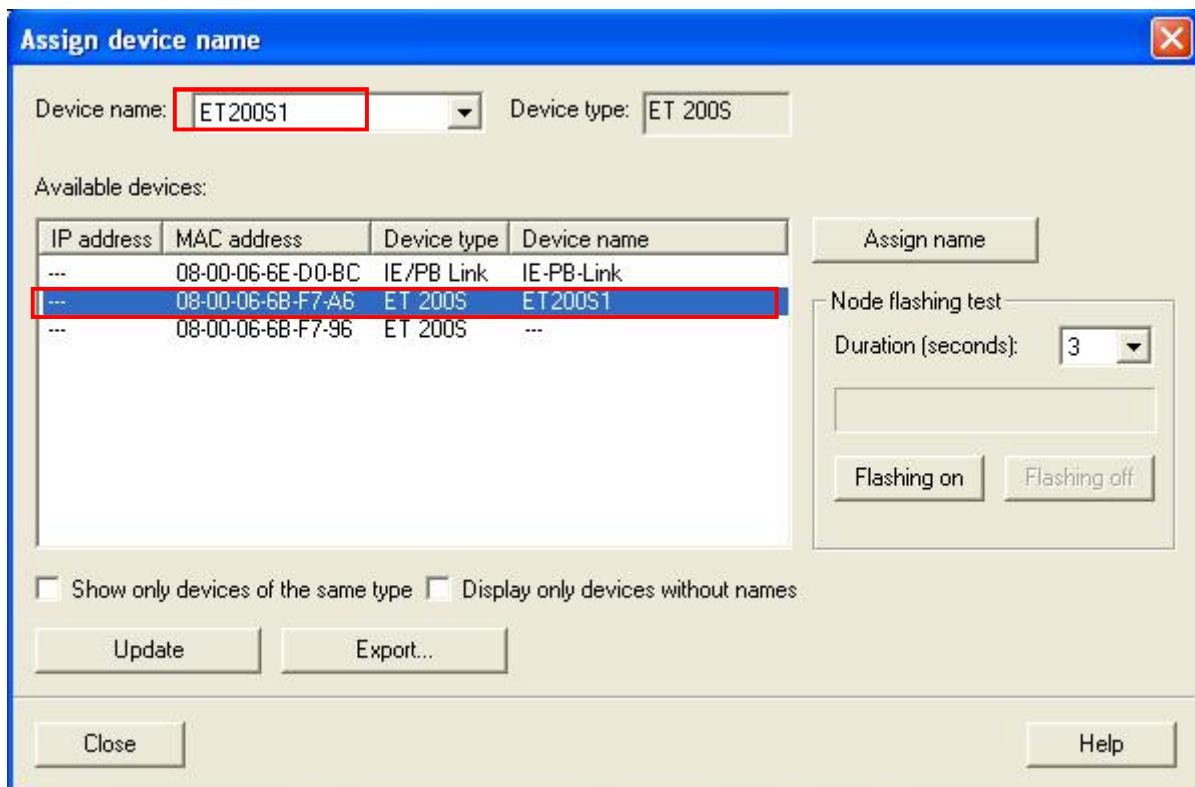 Assign device name
Device name: ET200S1 Device type: ET 200S
Available devices:
IP address MAC address Device type Device name
--- 08-00-06-6E-D0-BC IE/PB Link IE-PB-Link
--- 08-00-06-6B-F7-A6 ET 200S ET200S1
--- 08-00-06-6B-F7-96 ET 200S ---
Assign name
Node flashing test
Duration (seconds): 3
Flashing on Flashing off
Show only devices of the same type Display only devices without names
Update Export...
Close Help